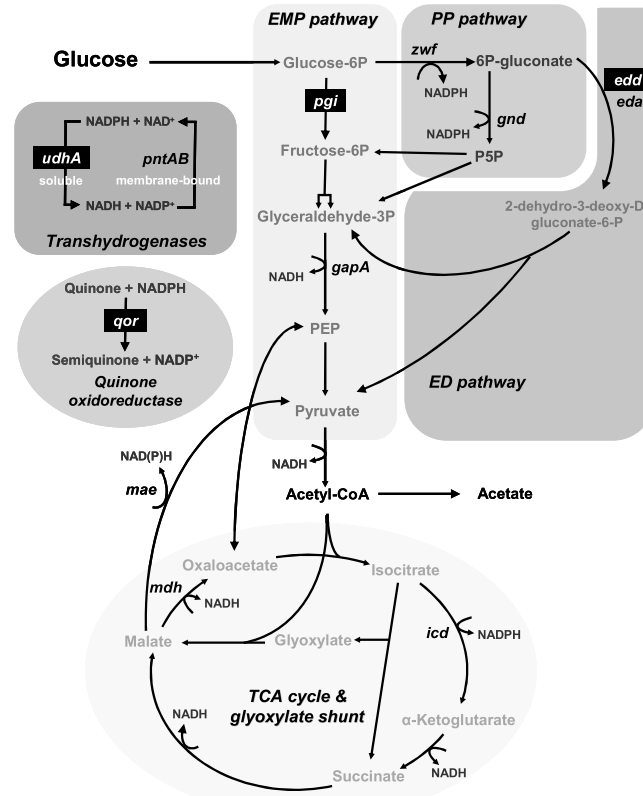 EMP pathway
PP pathway
Glucose
Glucose-6P
zwf
6P-gluconate
NADPH
edd
eda
pgi
gnd
NADPH
Fructose-6P
P5P
NADPH + NAD⁺
udhA
pntAB
soluble
membrane-bound
NADH + NADP⁺
Transhydrogenases
Glyceraldehyde-3P
2-dehydro-3-deoxy-D
gluconate-6-P
NADH
gapA
Quinone + NADPH
qor
Semiquinone + NADP⁺
Quinone
oxidoreductase
PEP
ED pathway
Pyruvate
NAD(P)H
NADH
mae
Acetyl-CoA
Acetate
Oxaloacetate
Isocitrate
mdh
NADH
Malate
Glyoxylate
icd
NADPH
TCA cycle &
glyoxylate shunt
NADH
α-Ketoglutarate
Succinate
NADH